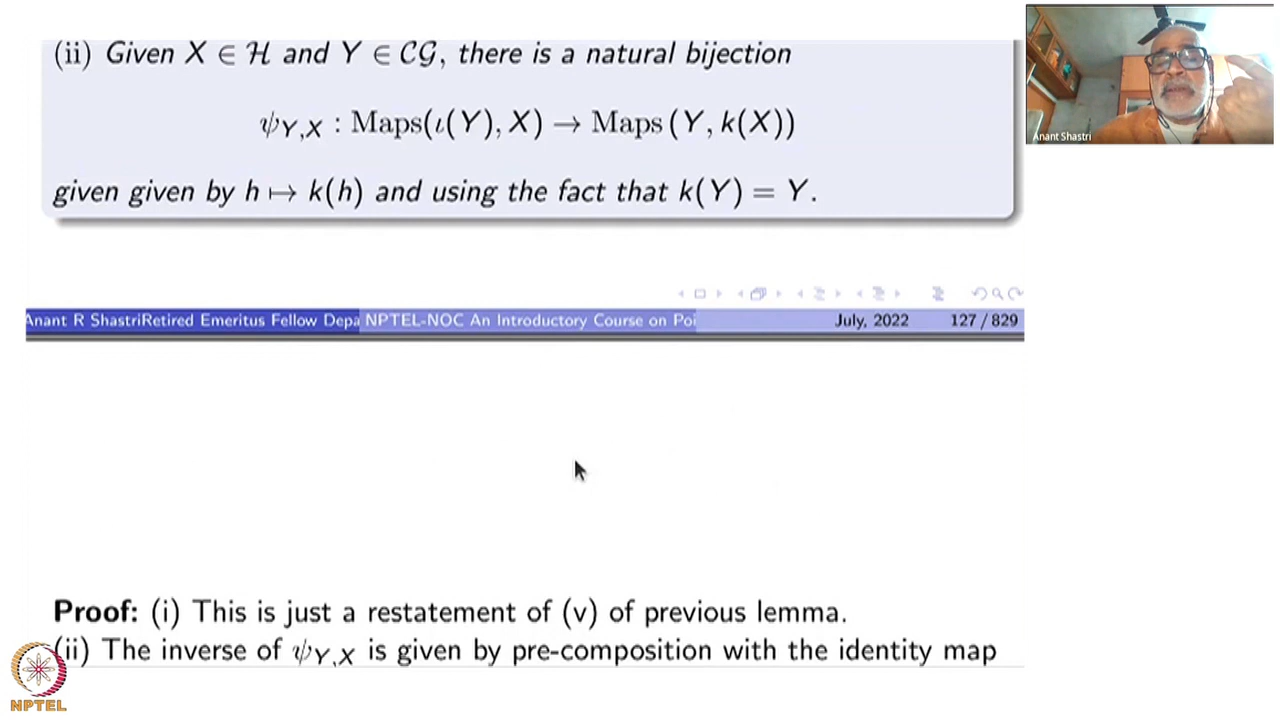 (ii) Given X ∈ ℋ and Y ∈ 𝒞𝒢, there is a natural bijection
ψ_{Y,X} : Maps(ι(Y), X) → Maps (Y, k(X))
given given by h ↦ k(h) and using the fact that k(Y) = Y.
Anant Shastri
Anant R ShastriRetired Emeritus Fellow Depa NPTEL-NOC An Introductory Course on Poi July, 2022 127 / 829
Proof: (i) This is just a restatement of (v) of previous lemma.
(ii) The inverse of ψ_{Y,X} is given by pre-composition with the identity map
NPTEL